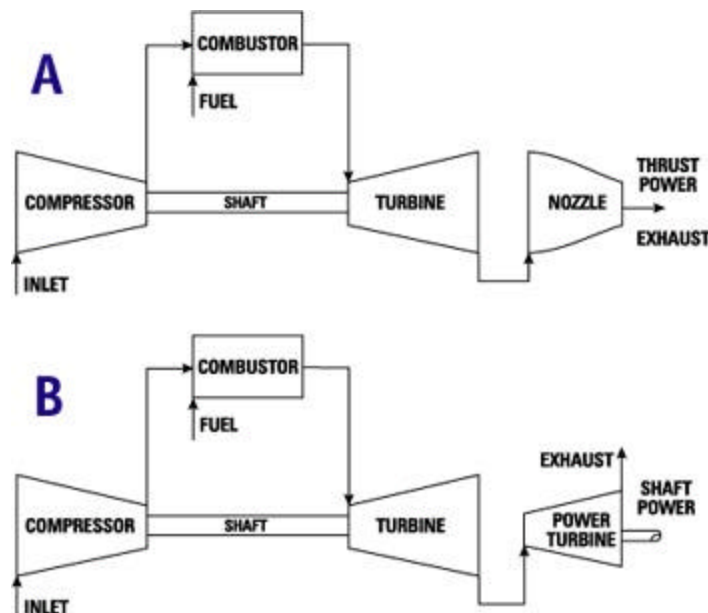 A
COMBUSTOR
FUEL
COMPRESSOR
SHAFT
TURBINE
NOZZLE
THRUST
POWER
EXHAUST
INLET
B
COMBUSTOR
FUEL
COMPRESSOR
SHAFT
TURBINE
EXHAUST
POWER
TURBINE
SHAFT
POWER
INLET